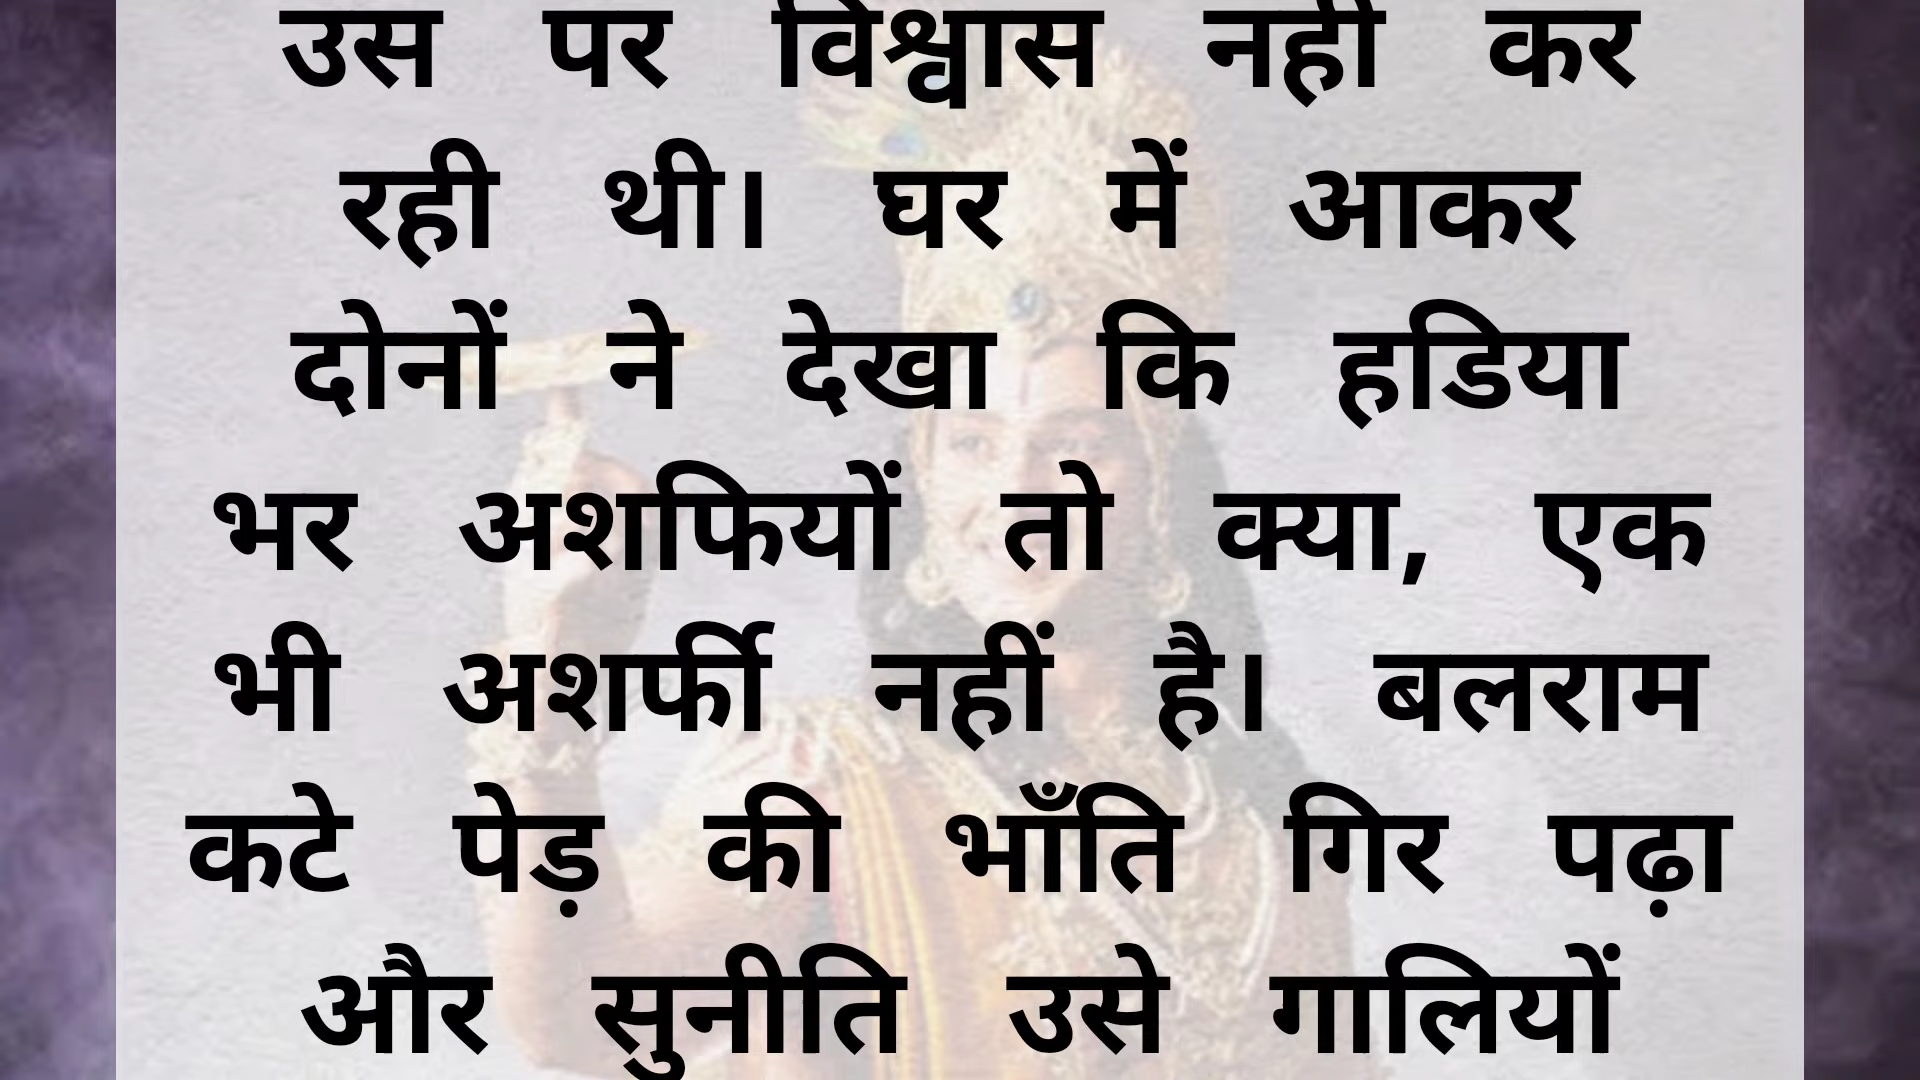 उस पर विश्वास नही कर
रही थी। घर में आकर
दोनों ने देखा कि हडिया
भर अशफियों तो क्या, एक
भी अशर्फी नहीं है। बलराम
कटे पेड़ की भाँति गिर पढ़ा
और सुनीति उसे गालियों